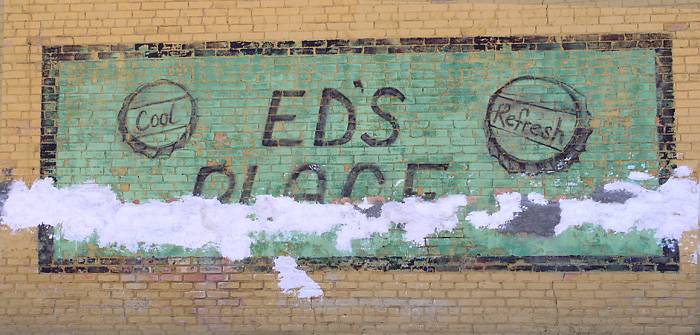 Cool
ED'S
Refresh
PLACE